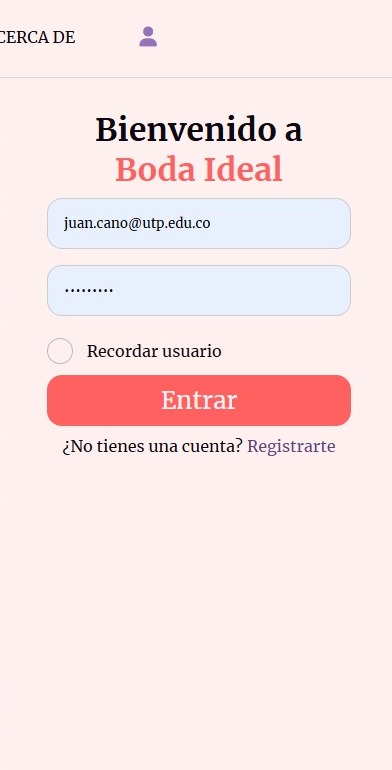 CERCA DE
Bienvenido a
Boda Ideal
juan.cano@utp.edu.co
•••••••••
Recordar usuario
Entrar
¿No tienes una cuenta? Registrarte